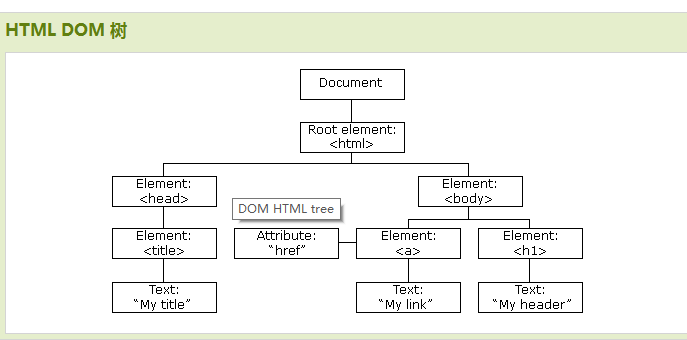 HTML DOM 树
Document
Root element:
<html>
Element:
<head>
Element:
<body>
DOM HTML tree
Element:
<title>
Attribute:
“href”
Element:
<a>
Element:
<h1>
Text:
“My title”
Text:
“My link”
Text:
“My header”